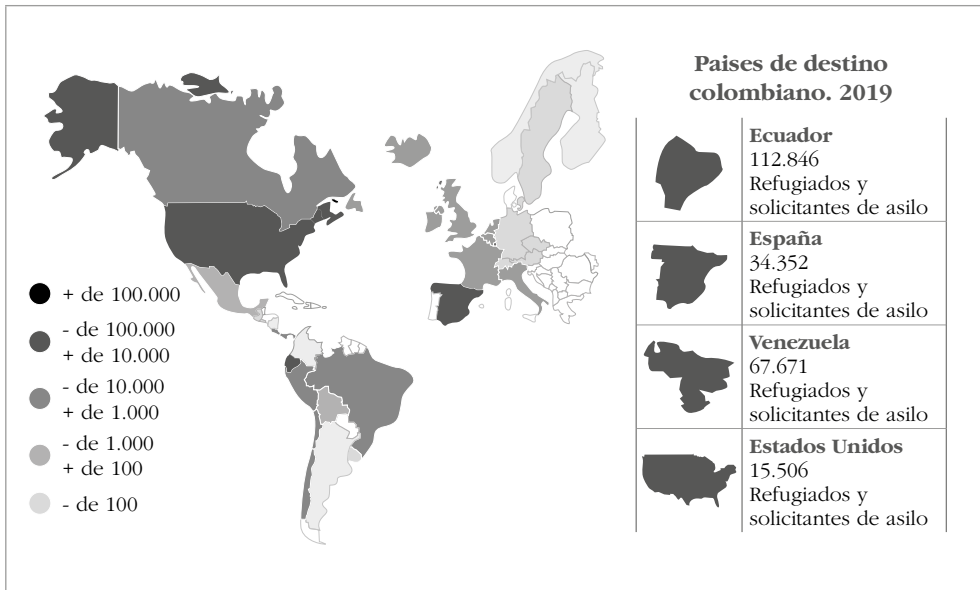 Paises de destino
colombiano. 2019
Ecuador
112.846
Refugiados y
solicitantes de asilo
España
34.352
Refugiados y
solicitantes de asilo
Venezuela
67.671
Refugiados y
solicitantes de asilo
Estados Unidos
15.506
Refugiados y
solicitantes de asilo
+ de 100.000
- de 100.000
+ de 10.000
- de 10.000
+ de 1.000
- de 1.000
+ de 100
- de 100